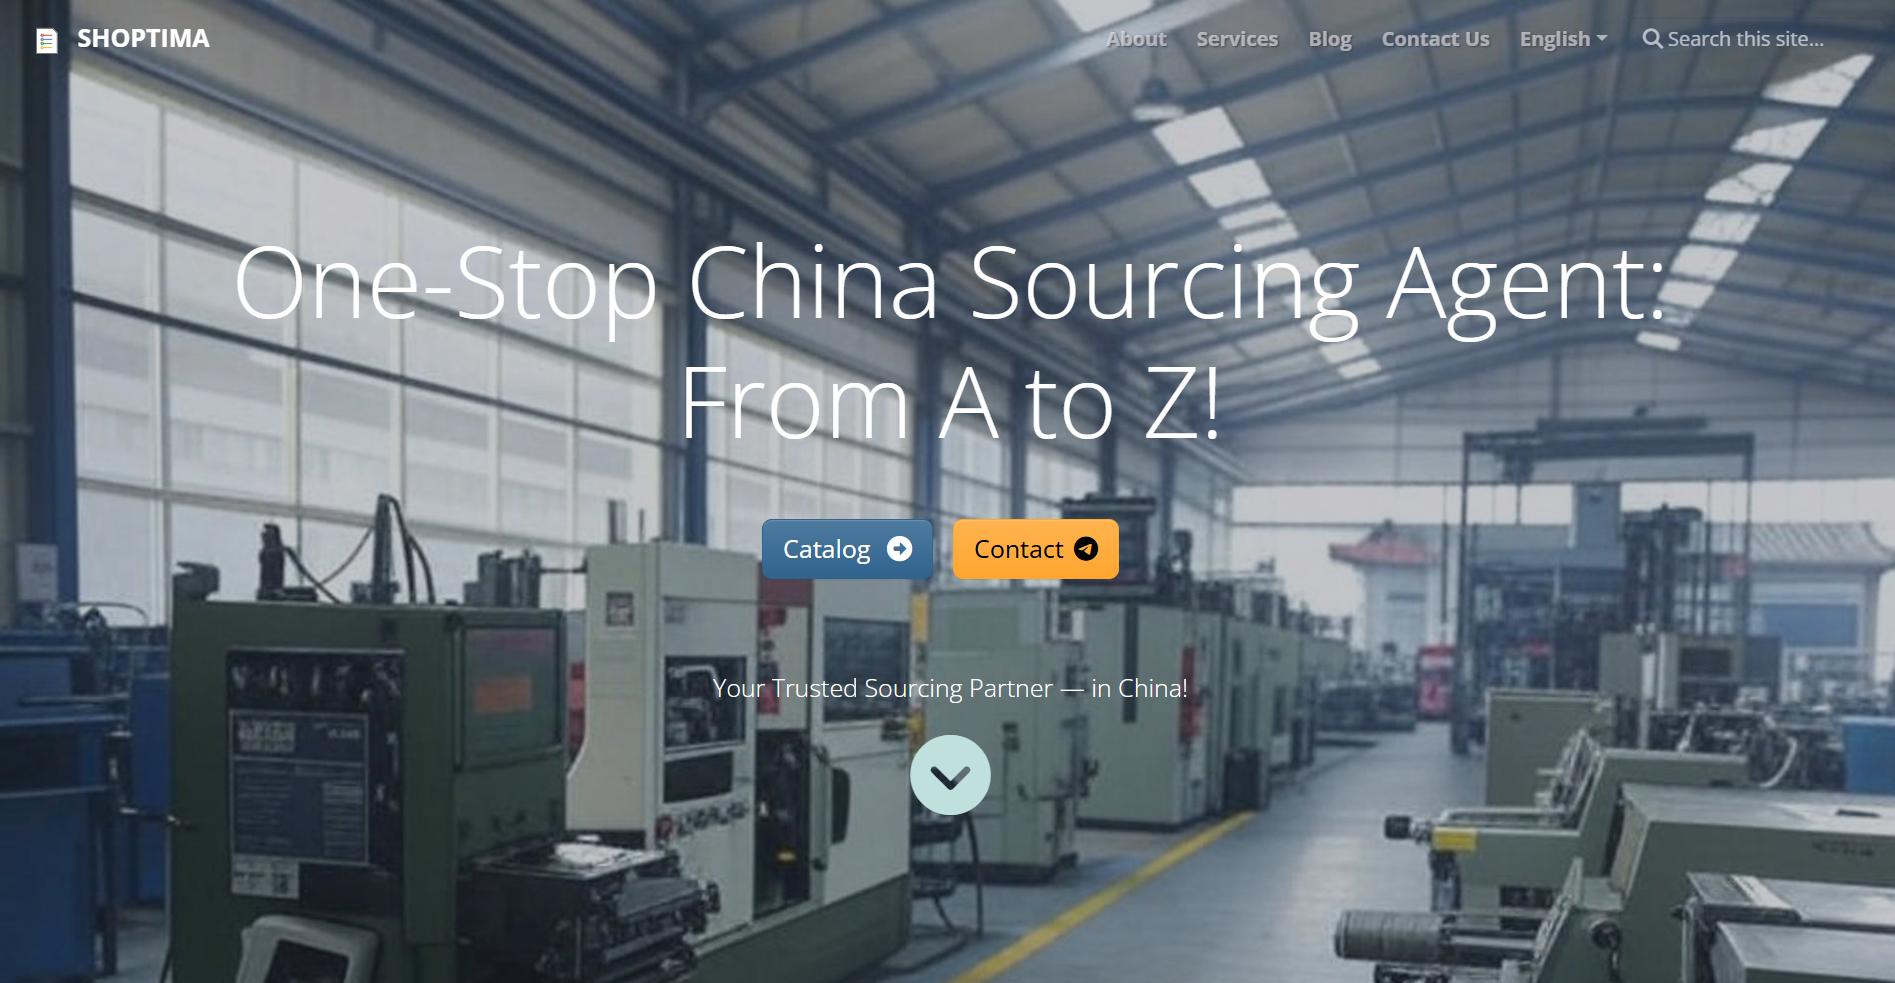 SHOPTIMA
About Services Blog Contact Us English Search this site...
One-Stop China Sourcing Agent:
From A to Z!
Catalog Contact
Your Trusted Sourcing Partner — in China!